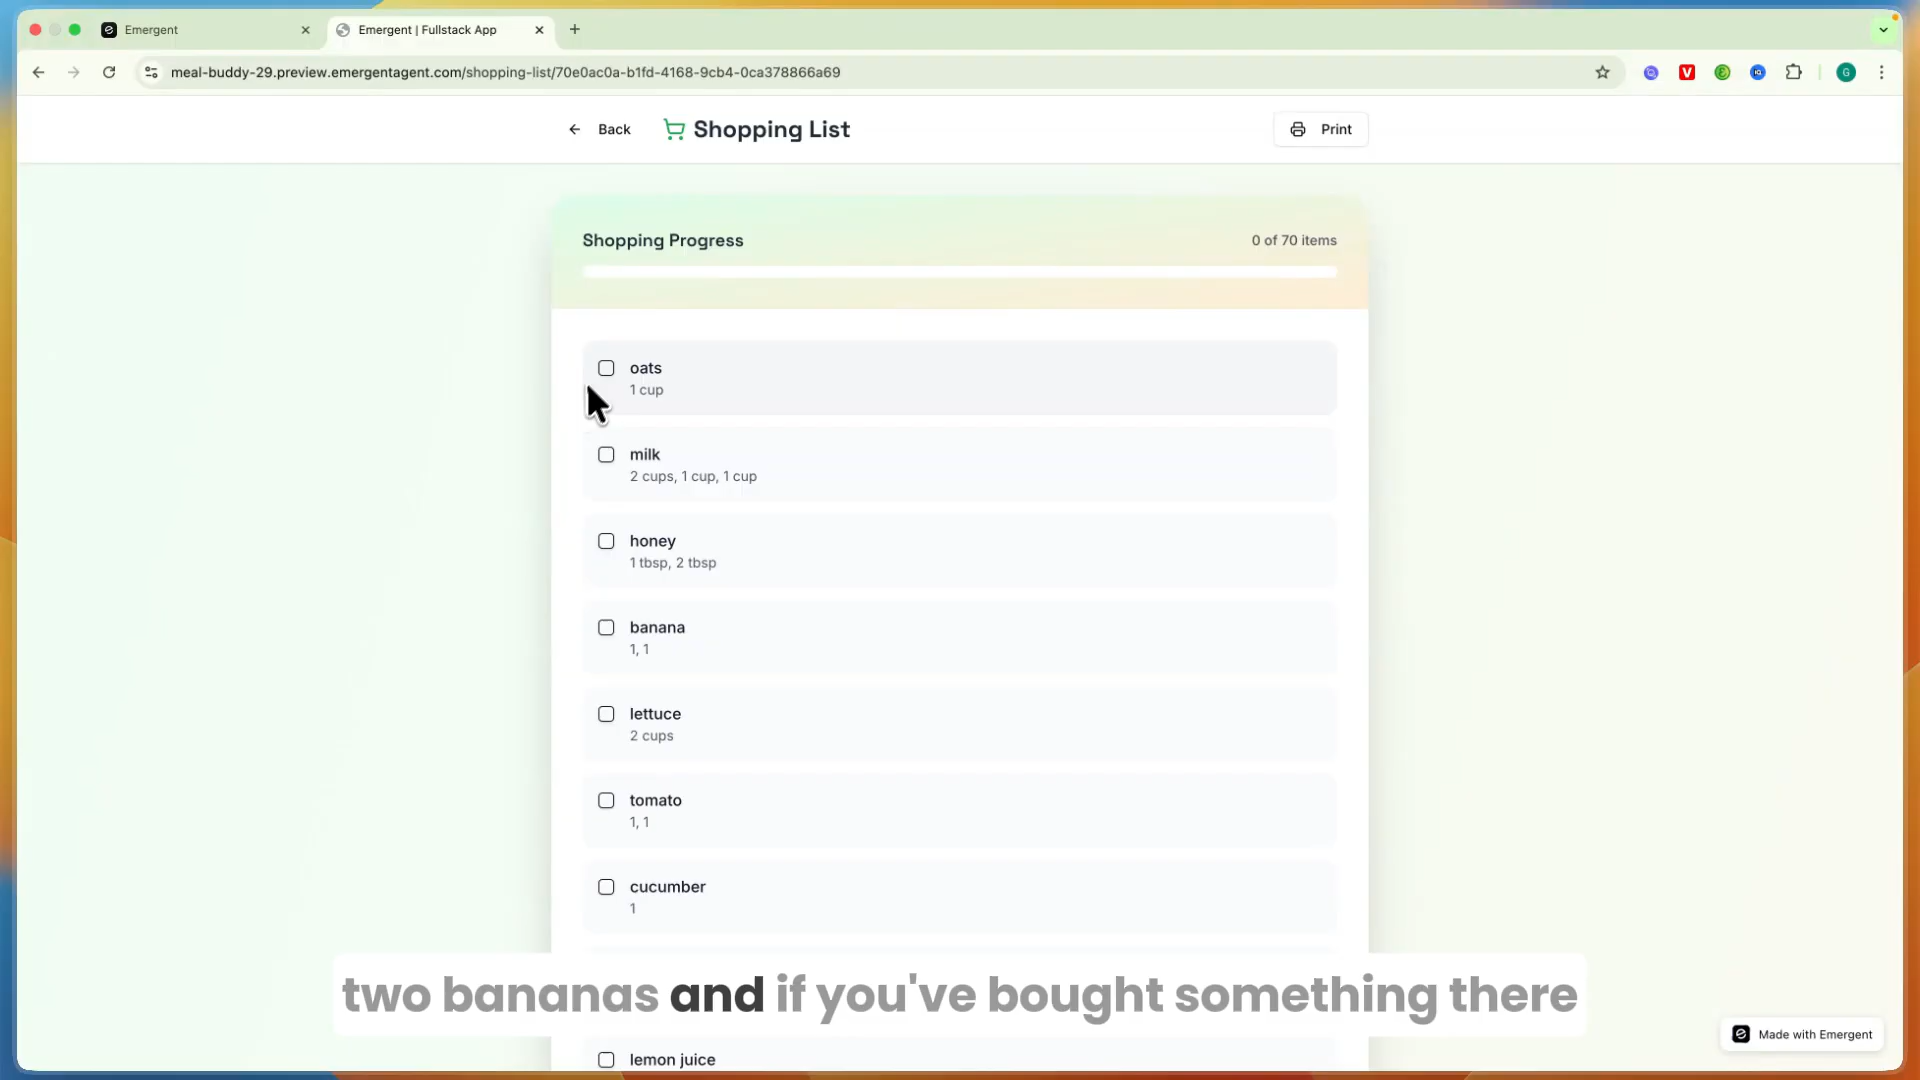 Emergent
Emergent | Fullstack App
meal-buddy-29.preview.emergentagent.com/shopping-list/70e0ac0a-b1fd-4168-9cb4-0ca378866a69
V
G
Back
Shopping List
Print
Shopping Progress
0 of 70 items
oats
1 cup
milk
2 cups, 1 cup, 1 cup
honey
1 tbsp, 2 tbsp
banana
1, 1
lettuce
2 cups
tomato
1, 1
cucumber
1
two bananas and if you've bought something there
Made with Emergent
lemon juice